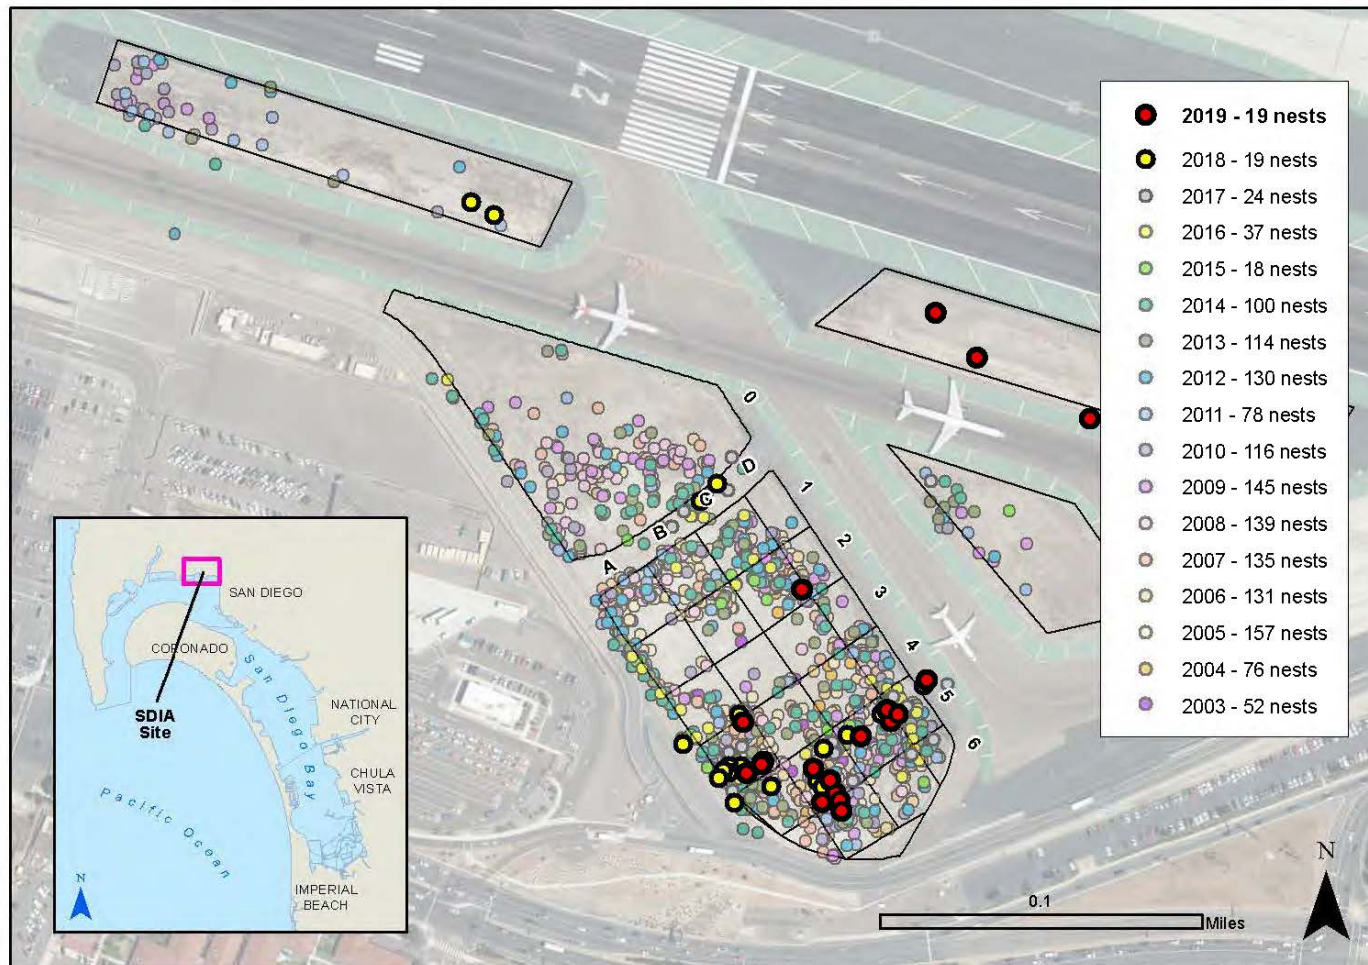 27
2019 - 19 nests
2018 - 19 nests
2017 - 24 nests
2016 - 37 nests
2015 - 18 nests
2014 - 100 nests
2013 - 114 nests
2012 - 130 nests
2011 - 78 nests
2010 - 116 nests
2009 - 145 nests
2008 - 139 nests
2007 - 135 nests
2006 - 131 nests
2005 - 157 nests
2004 - 76 nests
2003 - 52 nests
0
D
C
B
A
1
2
3
4
5
6
SAN DIEGO
CORONADO
San Diego Bay
SDIA
Site
NATIONAL
CITY
CHULA
VISTA
Pacific Ocean
IMPERIAL
BEACH
N
N
0.1
Miles